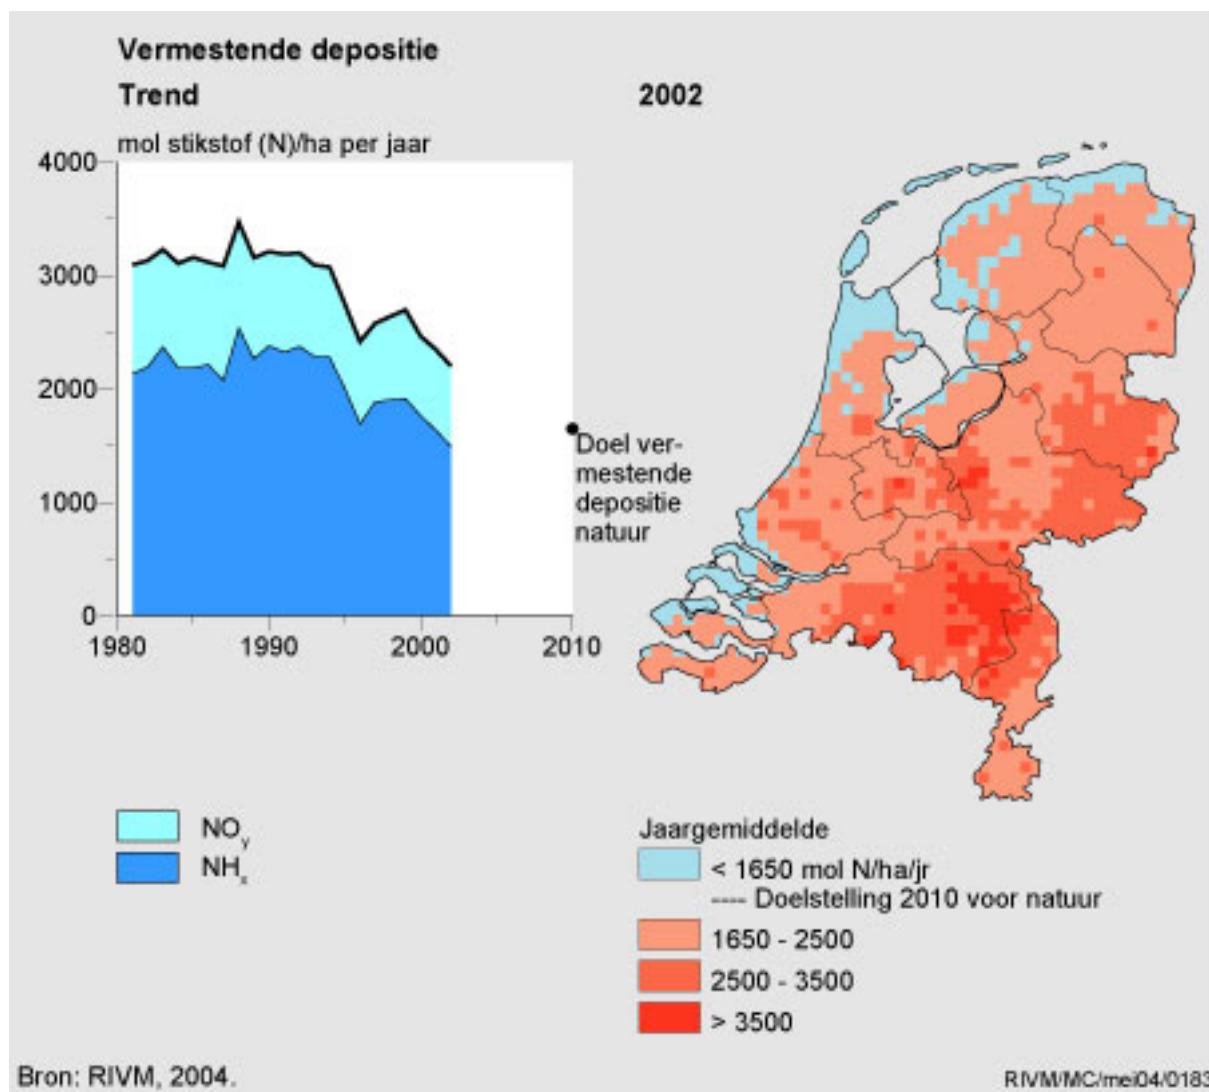 Vermestende depositie
Trend
mol stikstof (N)/ha per jaar
4000
3000
2000
1000
0
1980 1990 2000 2010
Doel ver-
mestende
depositie
natuur
NOy
NHx
2002
Jaargemiddelde
< 1650 mol N/ha/jr
---- Doelstelling 2010 voor natuur
1650 - 2500
2500 - 3500
> 3500
Bron: RIVM, 2004.
RIVM/MC/mei04/0183